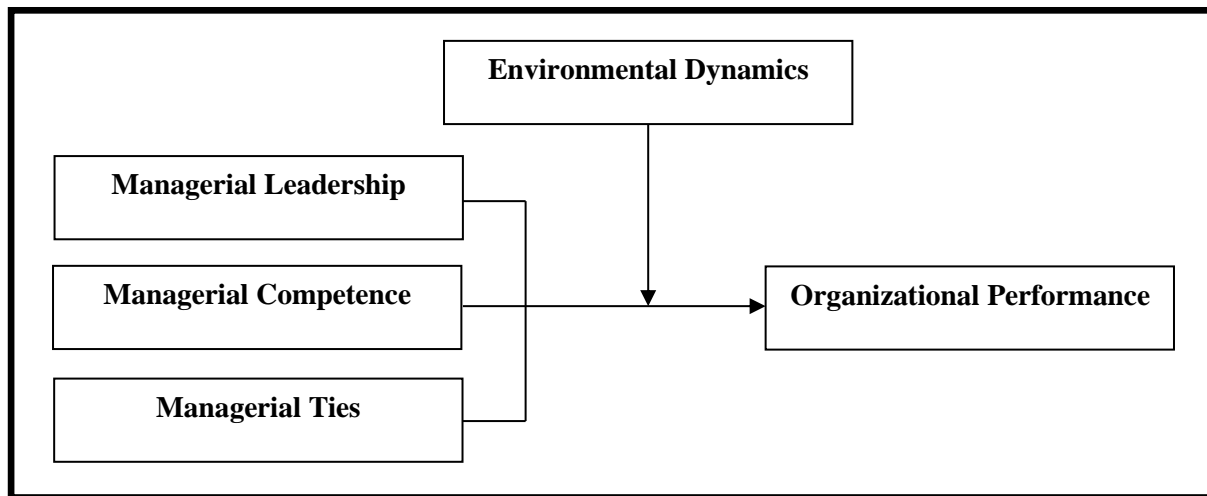 Environmental Dynamics
Managerial Leadership
Managerial Competence
Organizational Performance
Managerial Ties